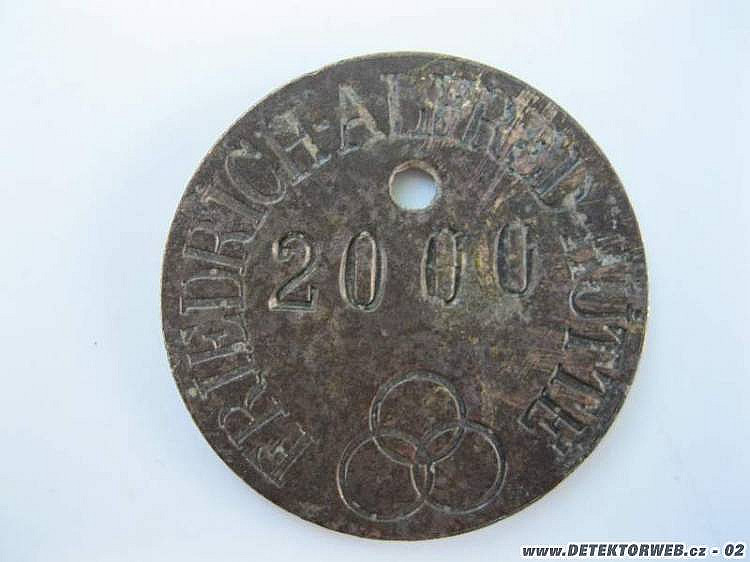 FRIEDRICH-ALFRED-HÜTTE
2000
www.DETEKTORWEB.cz - 02